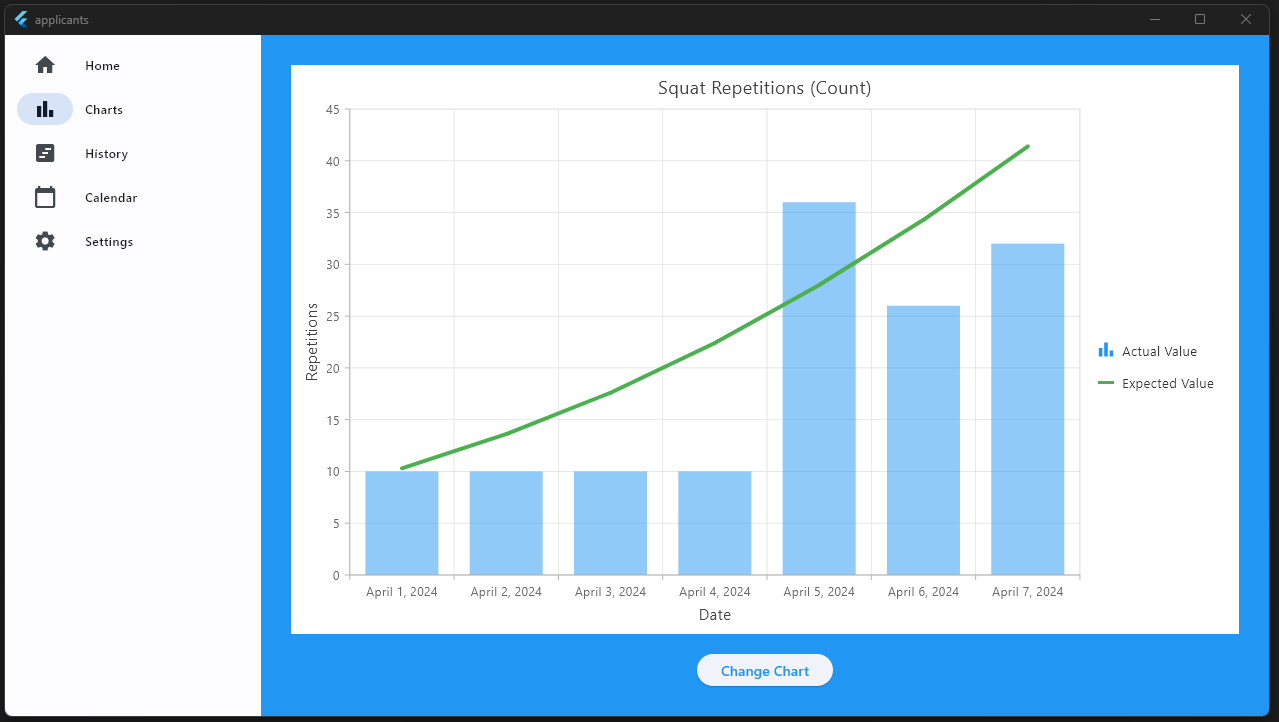 applicants
Home
Charts
History
Calendar
Settings
Squat Repetitions (Count)
45
40
35
30
25
20
15
10
5
0
Repetitions
April 1, 2024
April 2, 2024
April 3, 2024
April 4, 2024
April 5, 2024
April 6, 2024
April 7, 2024
Date
Actual Value
Expected Value
Change Chart